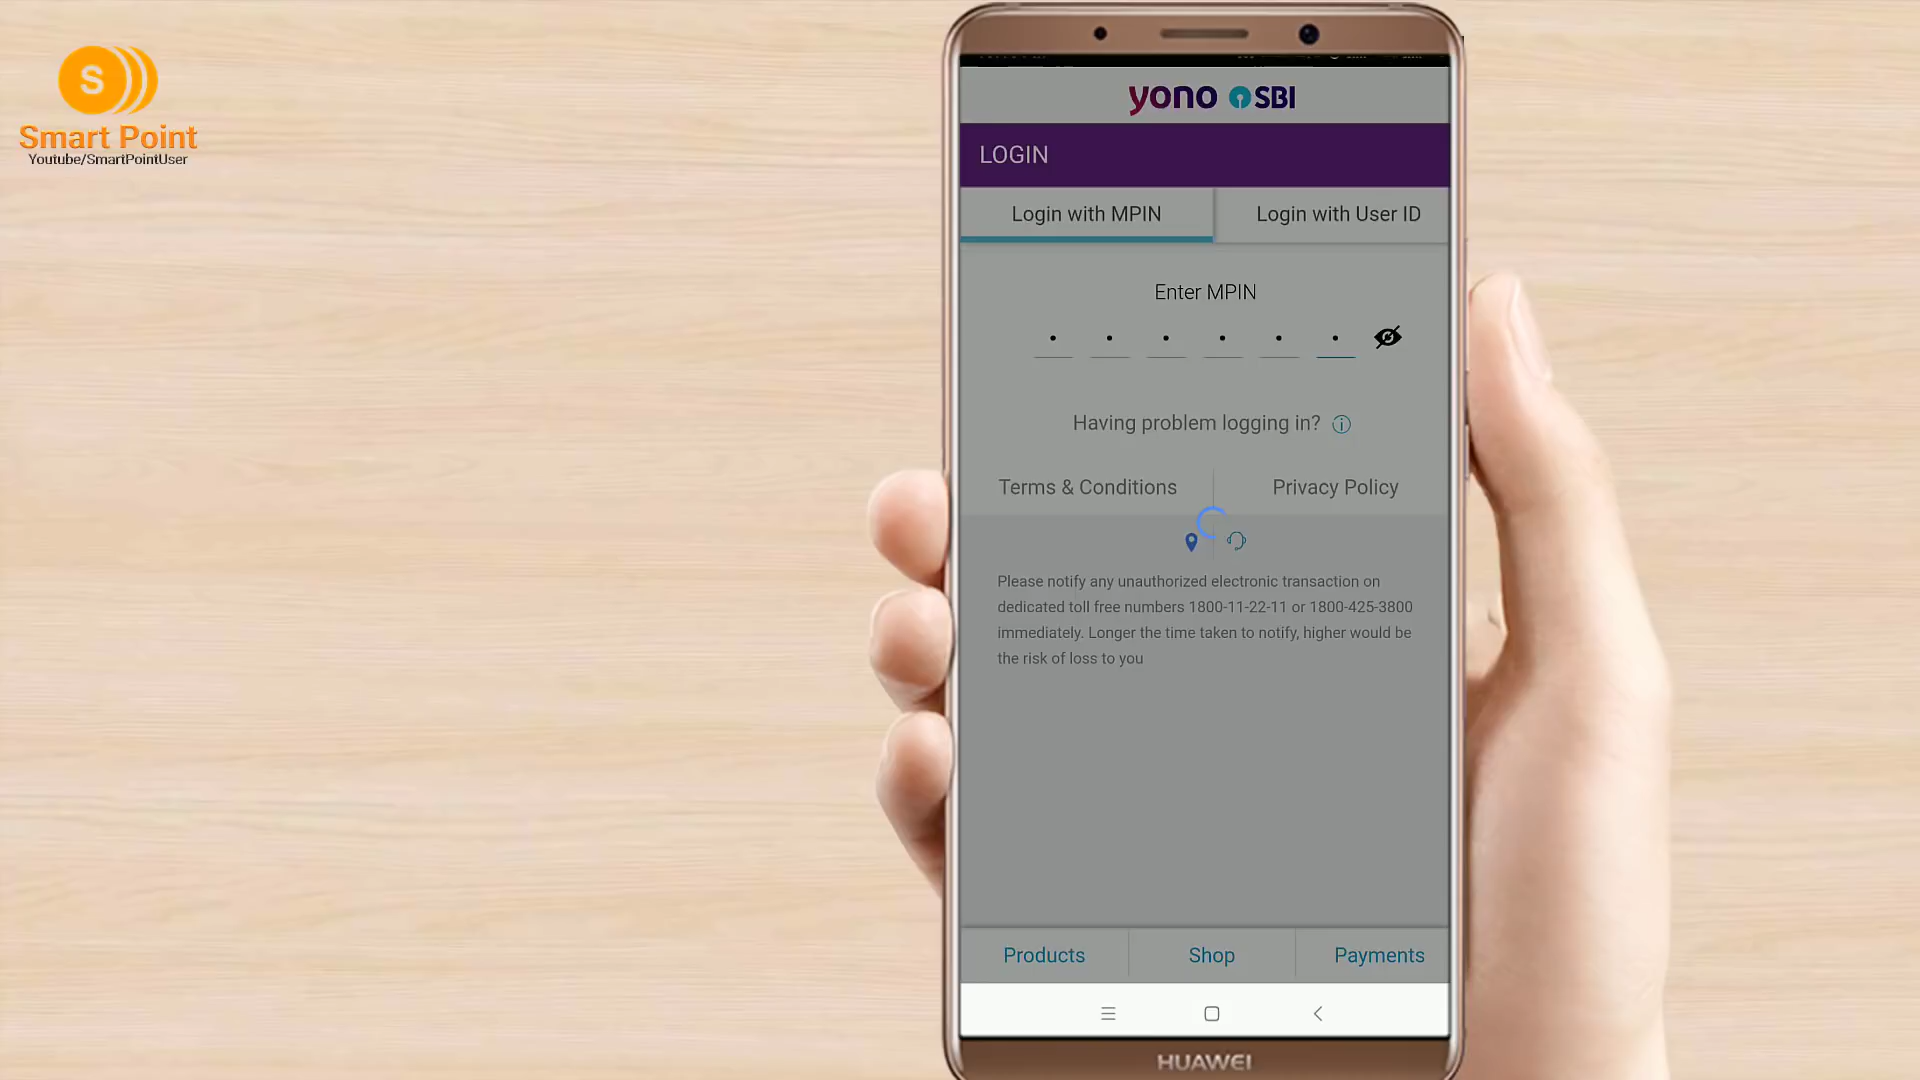 S
Smart Point
Youtube/SmartPointUser
yono SBI
LOGIN
Login with MPIN
Login with User ID
Enter MPIN
Having problem logging in?
Terms & Conditions
Privacy Policy
Please notify any unauthorized electronic transaction on
dedicated toll free numbers 1800-11-22-11 or 1800-425-3800
immediately. Longer the time taken to notify, higher would be
the risk of loss to you
Products
Shop
Payments
HUAWEI